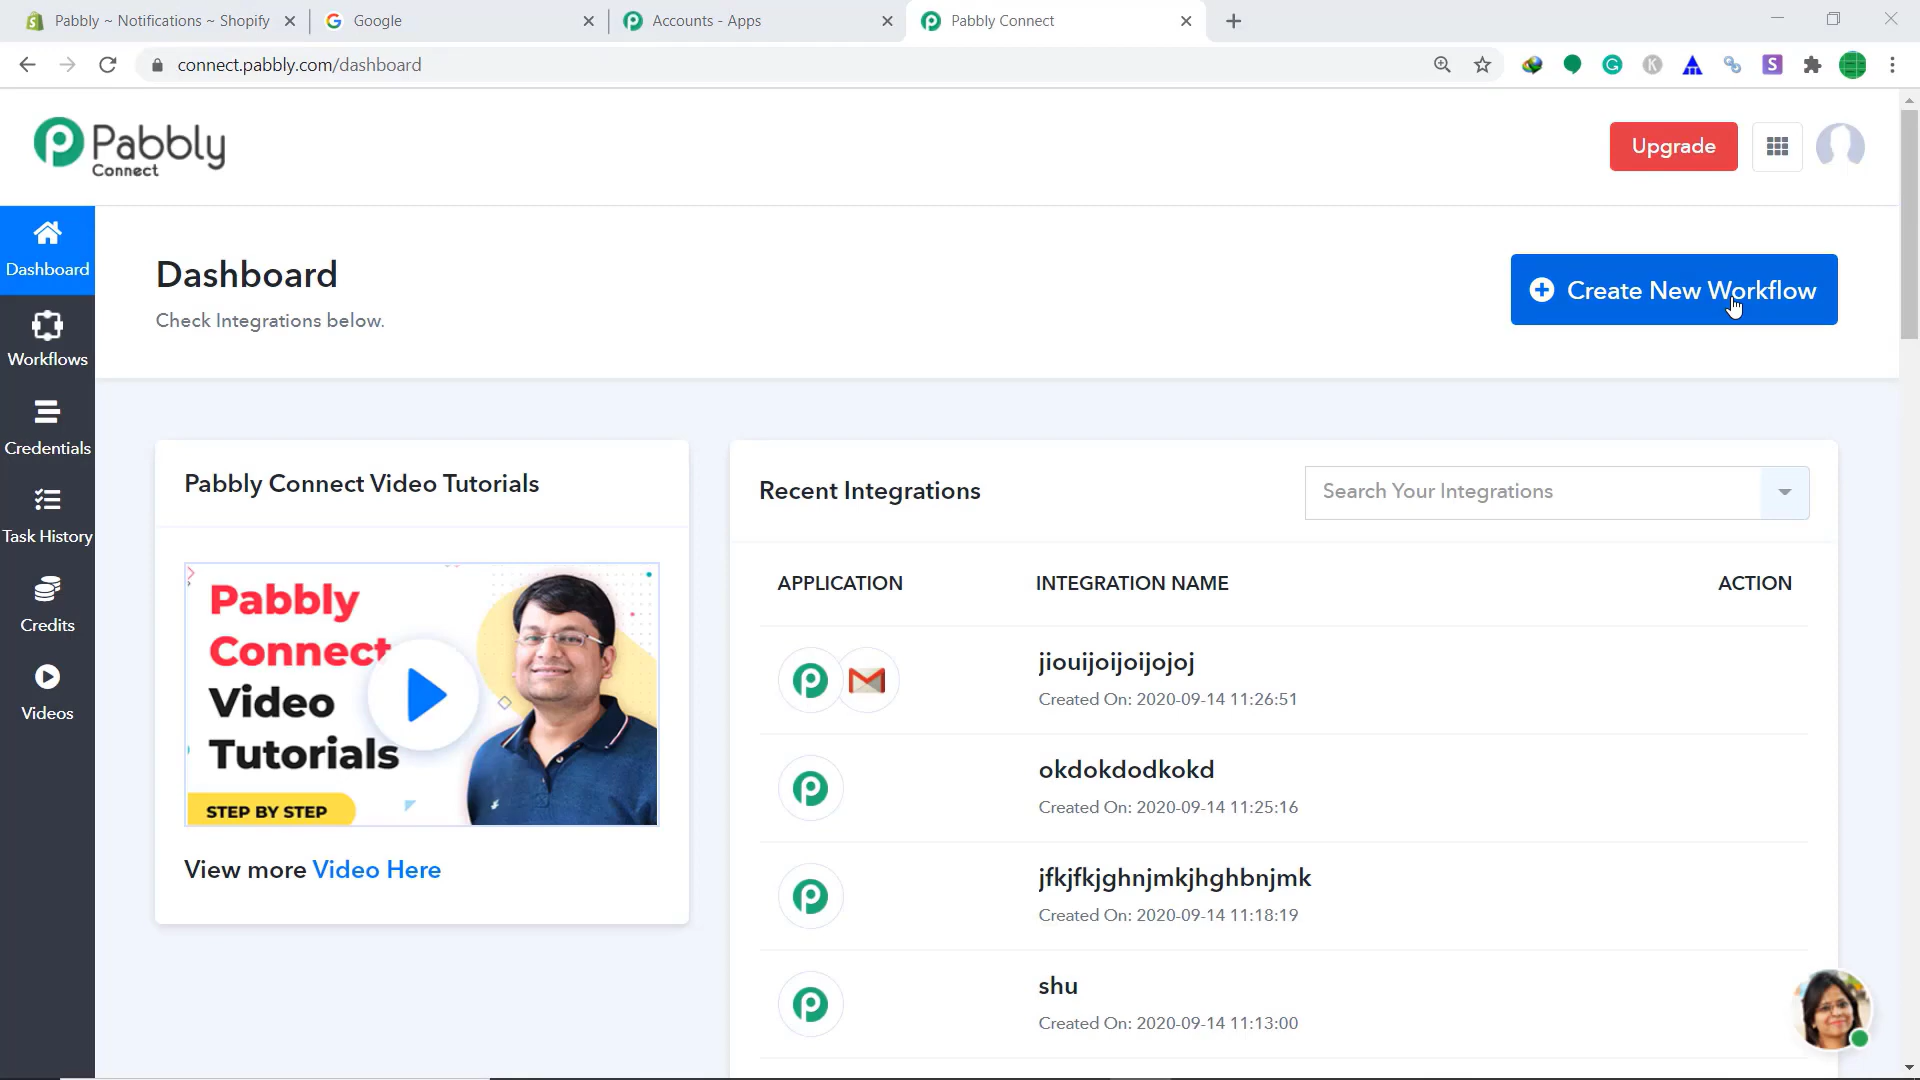 Pabbly ~ Notifications ~ Shopify
Google
Accounts - Apps
Pabbly Connect
connect.pabbly.com/dashboard
Pabbly
Connect
Upgrade
Dashboard
Workflows
Credentials
Task History
Credits
Videos
Dashboard
Check Integrations below.
Create New Workflow
Pabbly Connect Video Tutorials
Pabbly
Connect
Video
Tutorials
STEP BY STEP
View more Video Here
Recent Integrations
Search Your Integrations
APPLICATION INTEGRATION NAME ACTION
jiouijoijoijojoj
Created On: 2020-09-14 11:26:51
okdokdodkokd
Created On: 2020-09-14 11:25:16
jfkjfkjghnjmkjhghbnjmk
Created On: 2020-09-14 11:18:19
shu
Created On: 2020-09-14 11:13:00